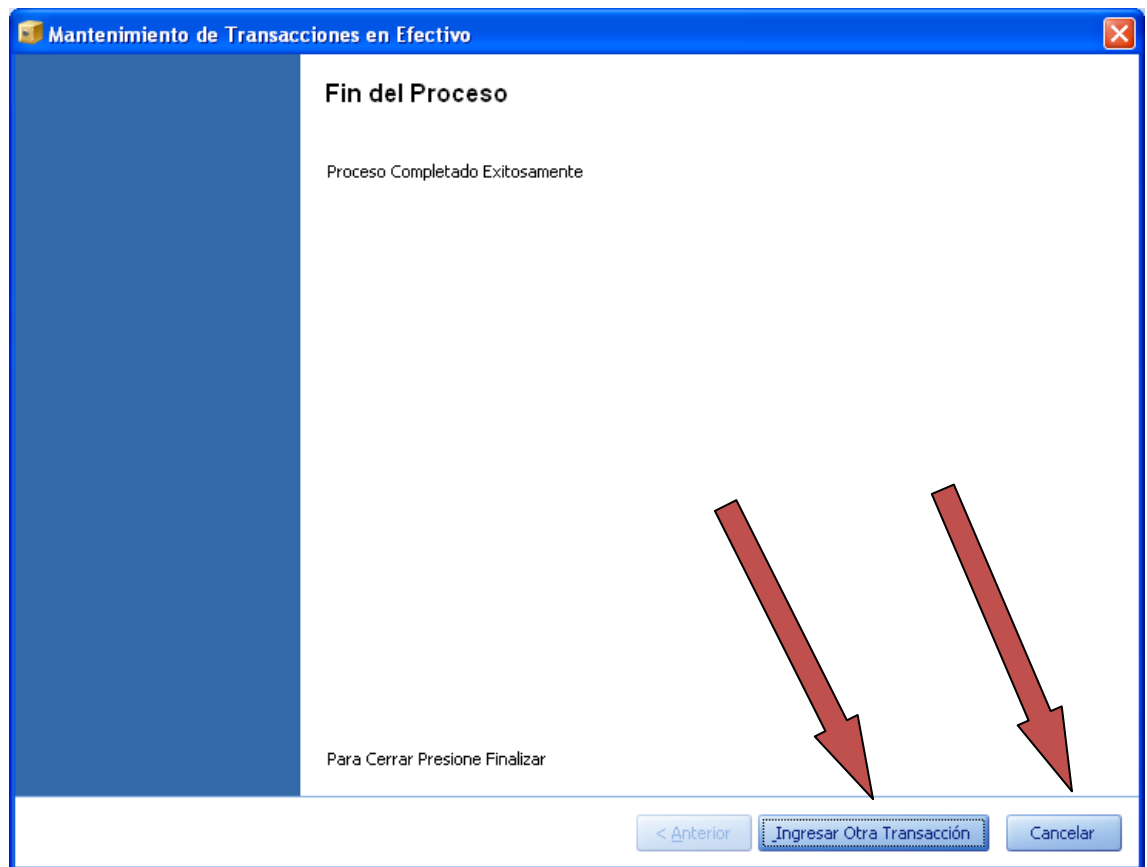 Mantenimiento de Transacciones en Efectivo
Fin del Proceso
Proceso Completado Exitosamente
Para Cerrar Presione Finalizar
< Anterior
_Ingresar Otra Transacción
Cancelar